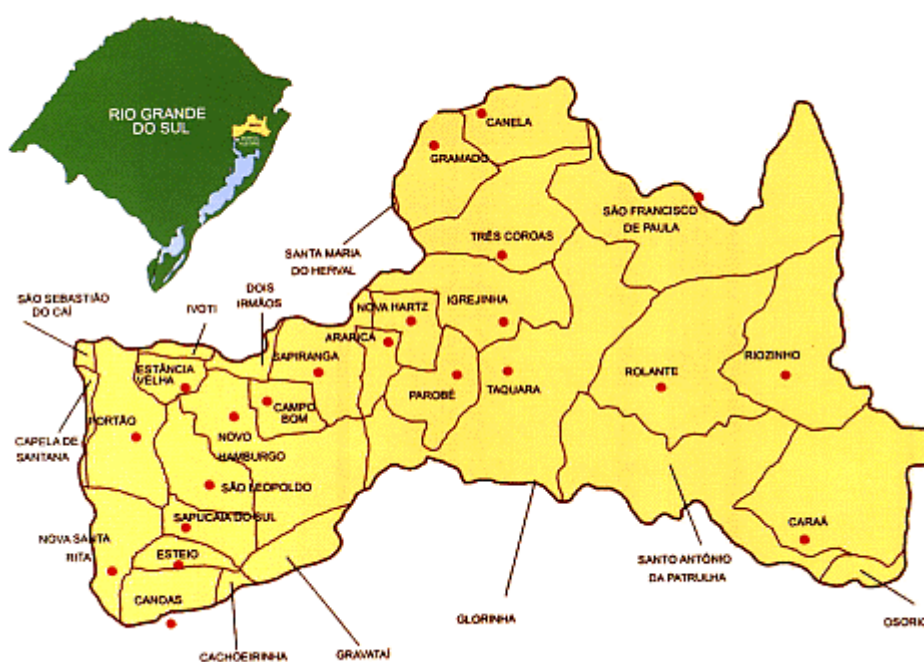 RIO GRANDE
DO SUL
CANELA
GRAMADO
SÃO FRANCISCO
DE PAULA
TRÊS COROAS
SANTA MARIA
DO HERVAL
DOIS
IRMÃOS
SÃO SEBASTIÃO
DO CAÍ
IVOTI
NOVA HARTZ
IGREJINHA
ARARICA
SAPIRANGA
ESTÂNCIA
VELHA
RIOZINHO
ROLANTE
TAQUARA
PAROBÉ
CAMPO
BOM
PORTÃO
NOVO
HAMBURGO
CAPELA DE
SANTANA
SÃO LEOPOLDO
SAPUCAIA DO SUL
CARAÁ
NOVA SANTA
RITA
ESTEIO
SANTO ANTÔNIO
DA PATRULHA
CANOAS
GLORINHA
OSORIO
CACHOEIRINHA
GRAVATAÍ